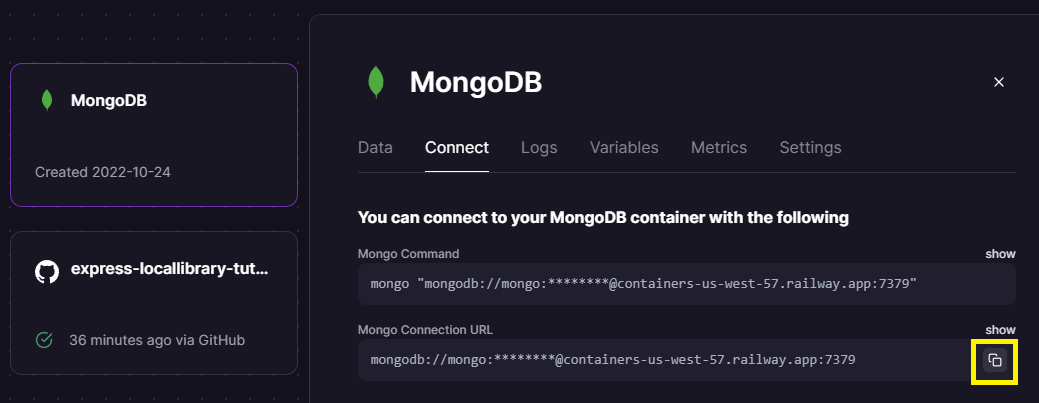 MongoDB
Created 2022-10-24
express-locallibrary-tut...
36 minutes ago via GitHub
MongoDB
Data Connect Logs Variables Metrics Settings
You can connect to your MongoDB container with the following
Mongo Command show
mongo "mongodb://mongo:********@containers-us-west-57.railway.app:7379"
Mongo Connection URL show
mongodb://mongo:********@containers-us-west-57.railway.app:7379